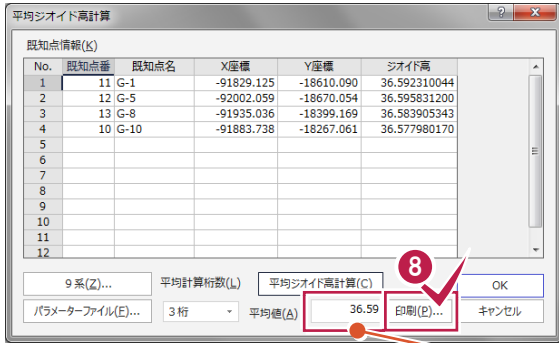 平均ジオイド高計算
既知点情報(K)
No. 既知点番 既知点名 X座標 Y座標 ジオイド高
1 11 G-1 -91829.125 -18610.090 36.592310044
2 12 G-5 -92002.059 -18670.054 36.595831200
3 13 G-8 -91935.036 -18399.169 36.583905343
4 10 G-10 -91883.738 -18267.061 36.577980170
5
6
7
8
9
10
11
12
8
9 系(Z)... 平均計算桁数(L) 平均ジオイド高計算(C) OK
パラメーターファイル(F)... 3 桁 平均値(A) 36.59 印刷(P)... キャンセル